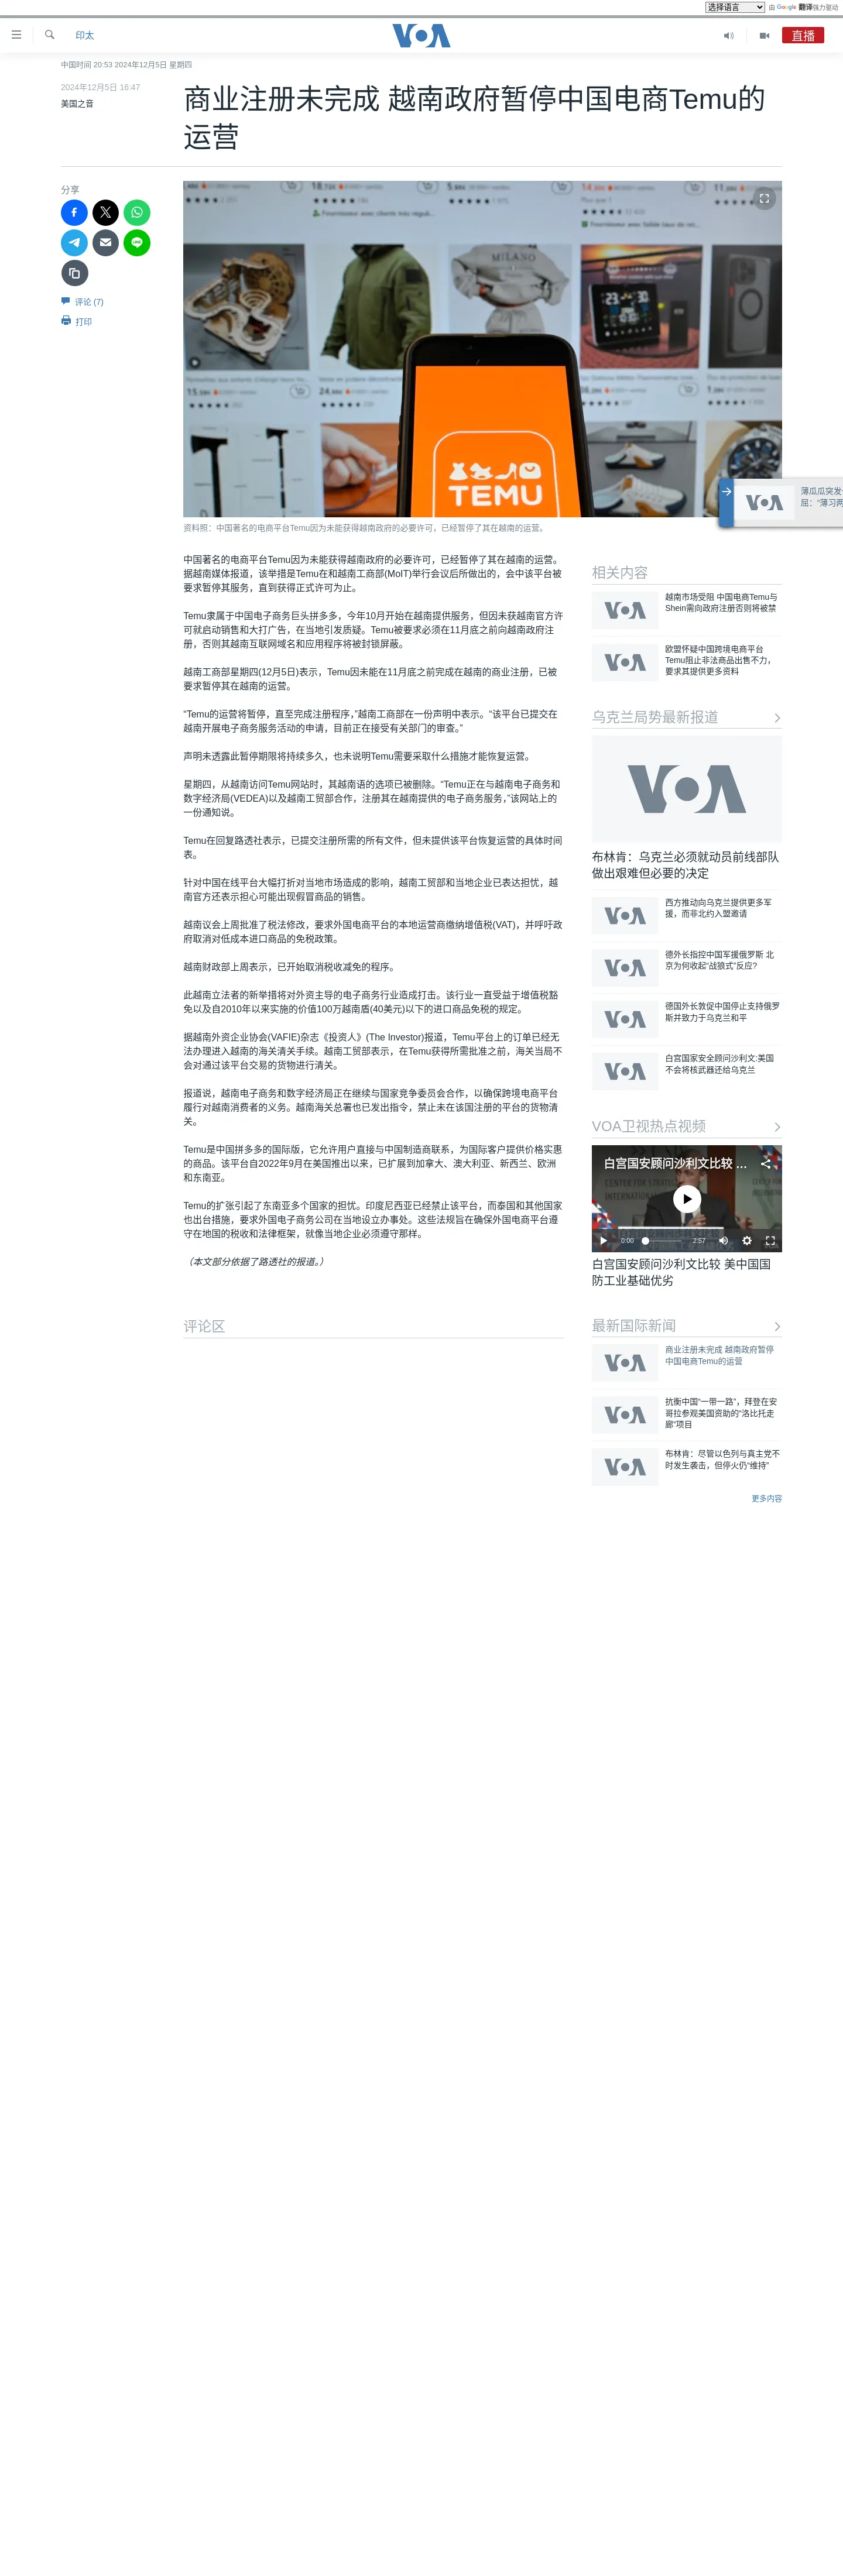 选择语言 由 Google 翻译强力驱动
印太
VOA
直播
中国时间 20:53 2024年12月5日 星期四
2024年12月5日 16:47
美国之音
商业注册未完成 越南政府暂停中国电商Temu的
运营
分享
评论 (7)
打印
MILANO
TEMU
资料照：中国著名的电商平台Temu因为未能获得越南政府的必要许可，已经暂停了其在越南的运营。
中国著名的电商平台Temu因为未能获得越南政府的必要许可，已经暂停了其在越南的运营。
据越南媒体报道，该举措是Temu在和越南工商部(MoIT)举行会议后所做出的，会中该平台被
要求暂停其服务，直到获得正式许可为止。
Temu隶属于中国电子商务巨头拼多多，今年10月开始在越南提供服务，但因未获越南官方许
可就启动销售和大打广告，在当地引发质疑。Temu被要求必须在11月底之前向越南政府注
册，否则其越南互联网域名和应用程序将被封锁屏蔽。
越南工商部星期四(12月5日)表示，Temu因未能在11月底之前完成在越南的商业注册，已被
要求暂停其在越南的运营。
“Temu的运营将暂停，直至完成注册程序，”越南工商部在一份声明中表示。“该平台已提交在
越南开展电子商务服务活动的申请，目前正在接受有关部门的审查。”
声明未透露此暂停期限将持续多久，也未说明Temu需要采取什么措施才能恢复运营。
星期四，从越南访问Temu网站时，其越南语的选项已被删除。“Temu正在与越南电子商务和
数字经济局(VEDEA)以及越南工贸部合作，注册其在越南提供的电子商务服务，”该网站上的
一份通知说。
Temu在回复路透社表示，已提交注册所需的所有文件，但未提供该平台恢复运营的具体时间
表。
针对中国在线平台大幅打折对当地市场造成的影响，越南工贸部和当地企业已表达担忧，越
南官方还表示担心可能出现假冒商品的销售。
越南议会上周批准了税法修改，要求外国电商平台的本地运营商缴纳增值税(VAT)，并呼吁政
府取消对低成本进口商品的免税政策。
越南财政部上周表示，已开始取消税收减免的程序。
此越南立法者的新举措将对外资主导的电子商务行业造成打击。该行业一直受益于增值税豁
免以及自2010年以来实施的价值100万越南盾(40美元)以下的进口商品免税的规定。
据越南外资企业协会(VAFIE)杂志《投资人》(The Investor)报道，Temu平台上的订单已经无
法办理进入越南的海关清关手续。越南工贸部表示，在Temu获得所需批准之前，海关当局不
会对通过该平台交易的货物进行清关。
报道说，越南电子商务和数字经济局正在继续与国家竞争委员会合作，以确保跨境电商平台
履行对越南消费者的义务。越南海关总署也已发出指令，禁止未在该国注册的平台的货物清
关。
Temu是中国拼多多的国际版，它允许用户直接与中国制造商联系，为国际客户提供价格实惠
的商品。该平台自2022年9月在美国推出以来，已扩展到加拿大、澳大利亚、新西兰、欧洲
和东南亚。
Temu的扩张引起了东南亚多个国家的担忧。印度尼西亚已经禁止该平台，而泰国和其他国家
也出台措施，要求外国电子商务公司在当地设立办事处。这些法规旨在确保外国电商平台遵
守在地国的税收和法律框架，就像当地企业必须遵守那样。
（本文部分依据了路透社的报道。）
评论区
VOA
薄瓜瓜突发
屈：“薄习两
相关内容
VOA
越南市场受阻 中国电商Temu与
Shein需向政府注册否则将被禁
VOA
欧盟怀疑中国跨境电商平台
Temu阻止非法商品出售不力，
要求其提供更多资料
乌克兰局势最新报道
VOA
布林肯：乌克兰必须就动员前线部队
做出艰难但必要的决定
VOA
西方推动向乌克兰提供更多军
援，而非北约入盟邀请
VOA
德外长指控中国军援俄罗斯 北
京为何收起“战狼式”反应?
VOA
德国外长敦促中国停止支持俄罗
斯并致力于乌克兰和平
VOA
白宫国家安全顾问沙利文:美国
不会将核武器还给乌克兰
VOA卫视热点视频
白宫国安顾问沙利文比较 ...
0:00
2:57
白宫国安顾问沙利文比较 美中国国
防工业基础优劣
最新国际新闻
VOA
商业注册未完成 越南政府暂停
中国电商Temu的运营
VOA
抗衡中国“一带一路”，拜登在安
哥拉参观美国资助的“洛比托走
廊”项目
VOA
布林肯：尽管以色列与真主党不
时发生袭击，但停火仍“维持”
更多内容